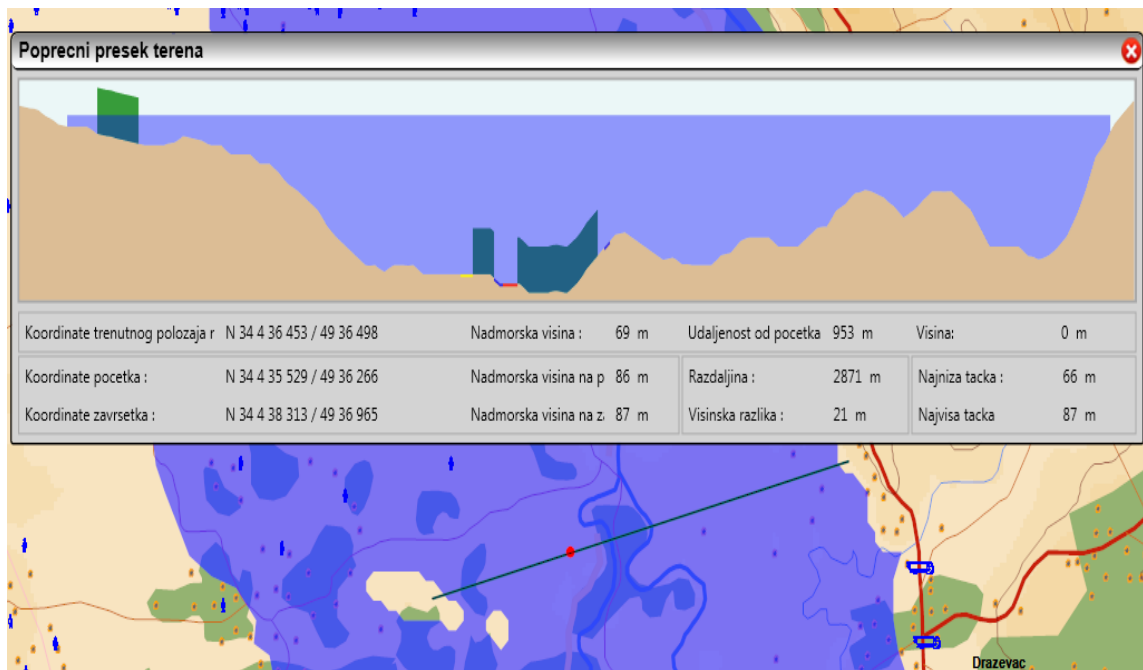 Poprecni presek terena
Koordinate trenutnog polozaja r N 34 4 36 453 / 49 36 498 Nadmorska visina : 69 m Udaljenost od pocetka 953 m Visina: 0 m
Koordinate pocetka : N 34 4 35 529 / 49 36 266 Nadmorska visina na p 86 m Razdaljina : 2871 m Najniza tacka : 66 m
Koordinate zavrsetka : N 34 4 38 313 / 49 36 965 Nadmorska visina na zа 87 m Visinska razlika : 21 m Najvisa tacka 87 m
Drazevac